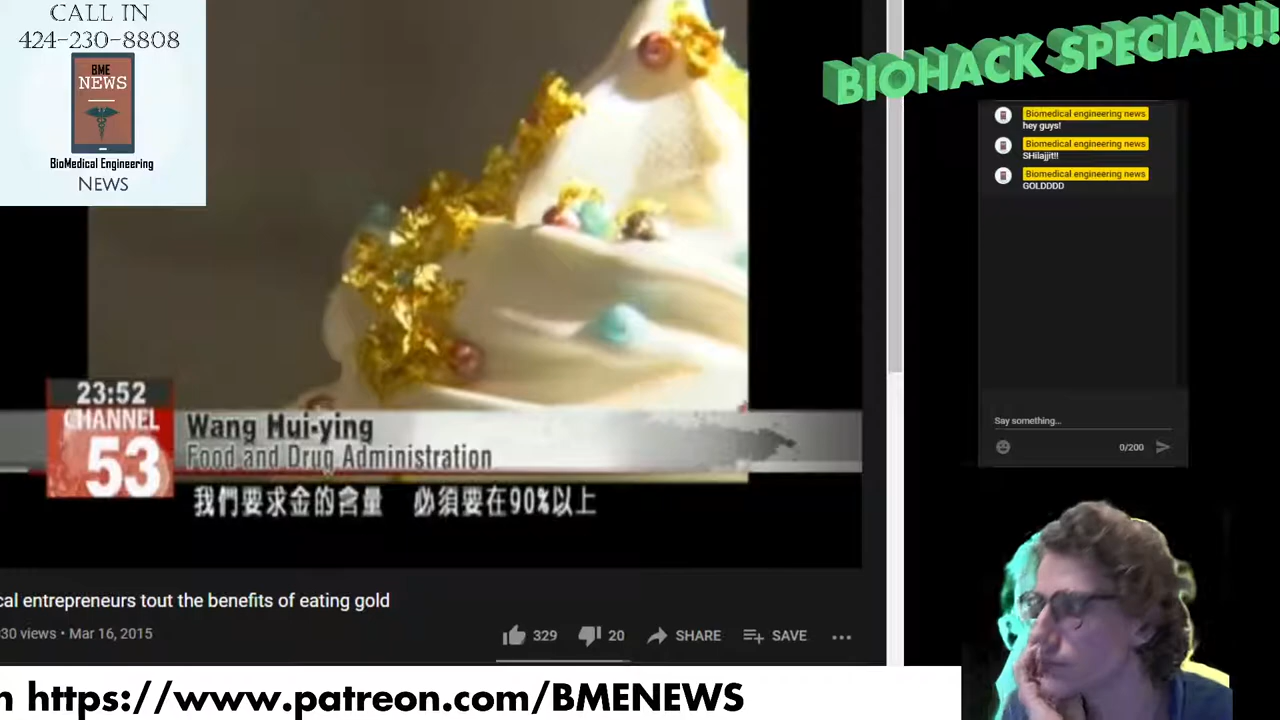 CALL IN
424-230-8808
BME
NEWS
BioMedical Engineering
NEWS
BIOHACK SPECIAL!!!
Biomedical engineering news
hey guys!
Biomedical engineering news
SHilajjit!!
Biomedical engineering news
GOLDDDD
Say something...
0/200
23:52
CHANNEL
53
Wang Hui-ying
Food and Drug Administration
我們要求金的含量 必須要在90%以上
cal entrepreneurs tout the benefits of eating gold
30 views • Mar 16, 2015
329
20
SHARE
SAVE
n https://www.patreon.com/BMENEWS